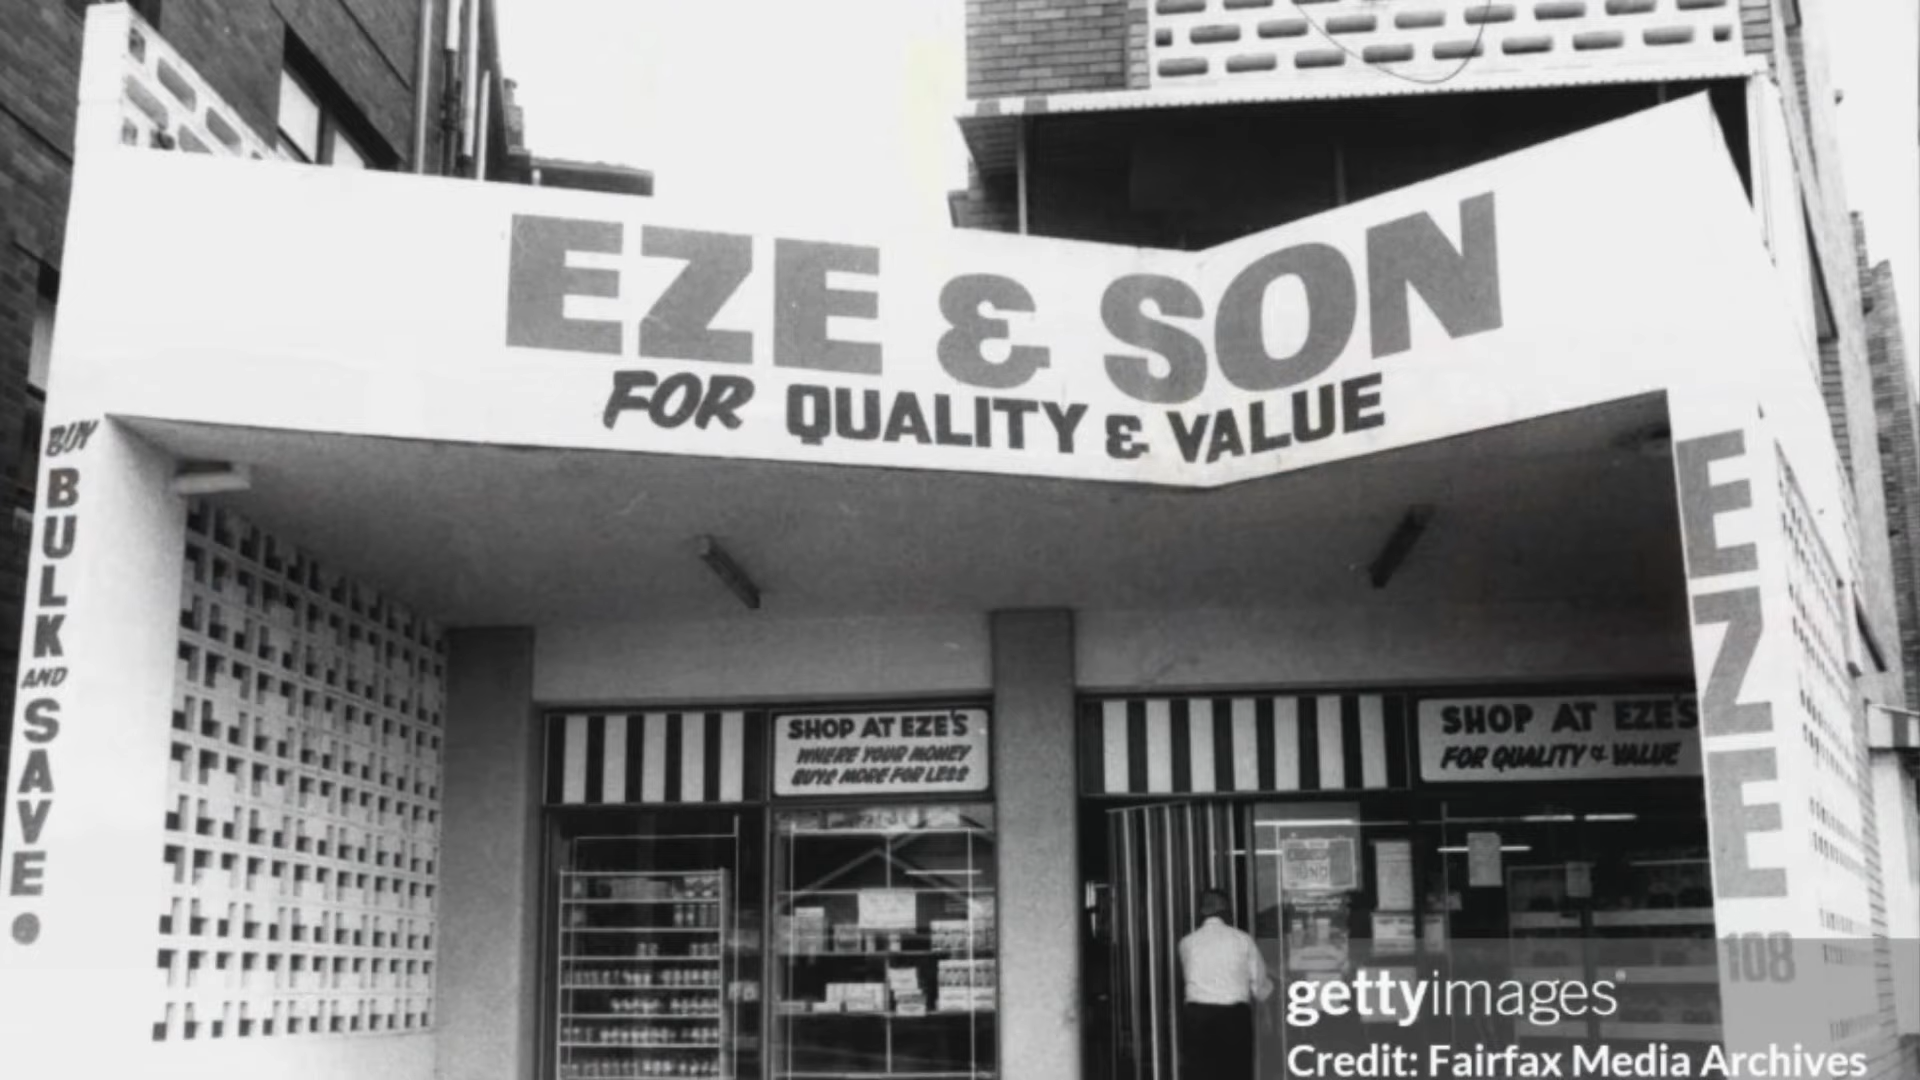 EZE & SON
FOR QUALITY & VALUE
BUY
BULK
AND
SAVE
EZE
108
SHOP AT EZE'S
WHERE YOUR MONEY
BUYS MORE FOR LESS
SHOP AT EZE'S
FOR QUALITY & VALUE
gettyimages
Credit: Fairfax Media Archives